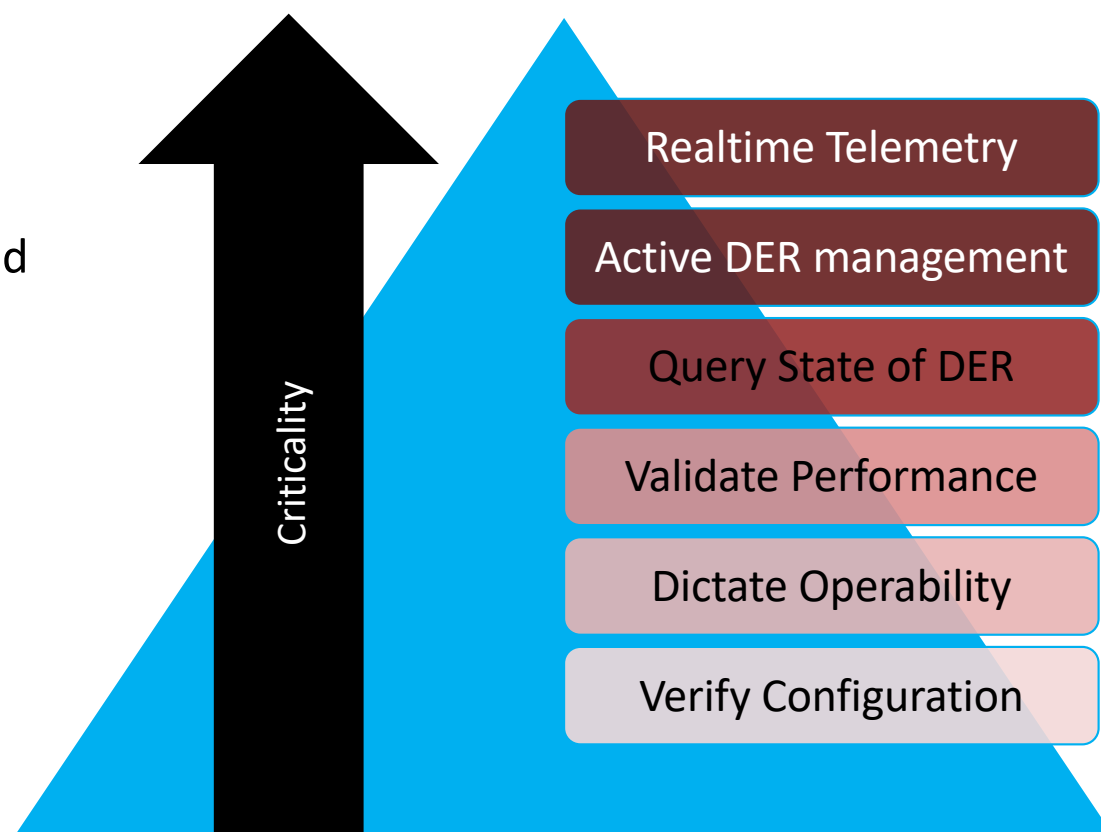 Realtime Telemetry
d
Active DER management
Query State of DER
Criticality
Validate Performance
Dictate Operability
Verify Configuration